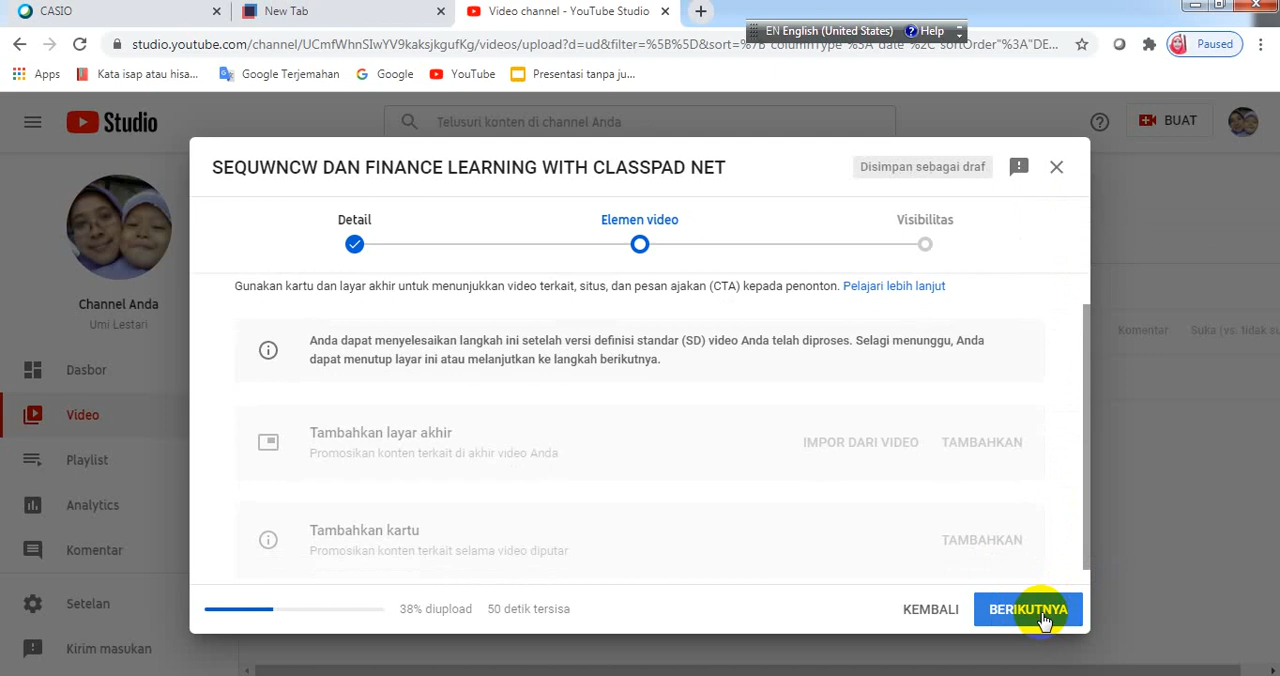 CASIO
New Tab
Video channel - YouTube Studio
EN English (United States)
Help
studio.youtube.com/channel/UCmfWhnSIwYV9kaksjkgufKg/videos/upload?d=ud&filter=%5B%5D&sort=%7B"columnType"%3A"date"%2C"sortOrder"%3A"DE...
Paused
Apps
Kata isap atau hisa...
Google Terjemahan
Google
YouTube
Presentasi tanpa ju...
Studio
Telusuri konten di channel Anda
BUAT
SEQUWNCW DAN FINANCE LEARNING WITH CLASSPAD NET
Disimpan sebagai draf
Detail
Elemen video
Visibilitas
Gunakan kartu dan layar akhir untuk menunjukkan video terkait, situs, dan pesan ajakan (CTA) kepada penonton. Pelajari lebih lanjut
Anda dapat menyelesaikan langkah ini setelah versi definisi standar (SD) video Anda telah diproses. Selagi menunggu, Anda
dapat menutup layar ini atau melanjutkan ke langkah berikutnya.
Tambahkan layar akhir
Promosikan konten terkait di akhir video Anda
IMPOR DARI VIDEO
TAMBAHKAN
Tambahkan kartu
Promosikan konten terkait selama video diputar
TAMBAHKAN
38% diupload
50 detik tersisa
KEMBALI
BERIKUTNYA
Channel Anda
Umi Lestari
Dasbor
Video
Playlist
Analytics
Komentar
Setelan
Kirim masukan
Komentar
Suka (vs. tidak su